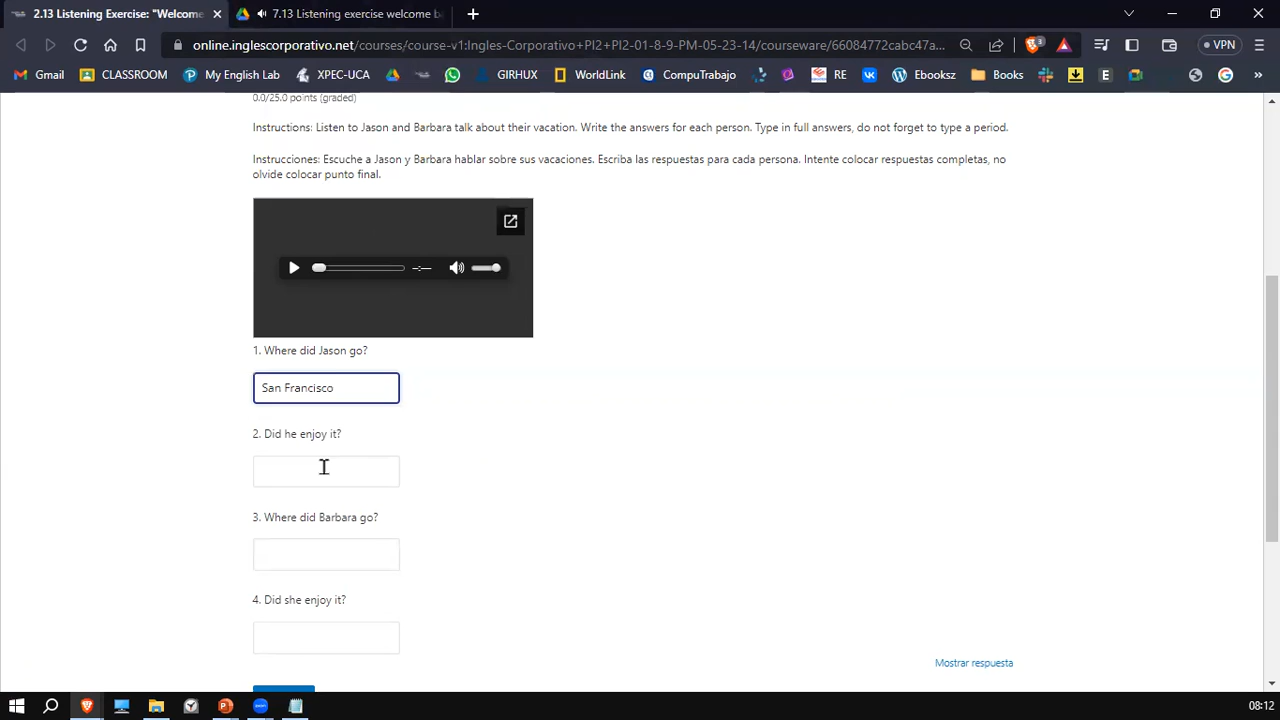 2.13 Listening Exercise: "Welcome
7.13 Listening exercise welcome ba
online.inglescorporativo.net/courses/course-v1:Ingles-Corporativo+PI2+PI2-01-8-9-PM-05-23-14/courseware/66084772cabc47a...
3
VPN
Gmail
CLASSROOM
My English Lab
XPEC-UCA
GIRHUX
WorldLink
CompuTrabajo
RE
Ebooksz
Books
E
»
0.0/25.0 points (graded)
Instructions: Listen to Jason and Barbara talk about their vacation. Write the answers for each person. Type in full answers, do not forget to type a period.
Instrucciones: Escuche a Jason y Barbara hablar sobre sus vacaciones. Escriba las respuestas para cada persona. Intente colocar respuestas completas, no
olvide colocar punto final.
-:--
1. Where did Jason go?
San Francisco
2. Did he enjoy it?
3. Where did Barbara go?
4. Did she enjoy it?
Mostrar respuesta
08:12